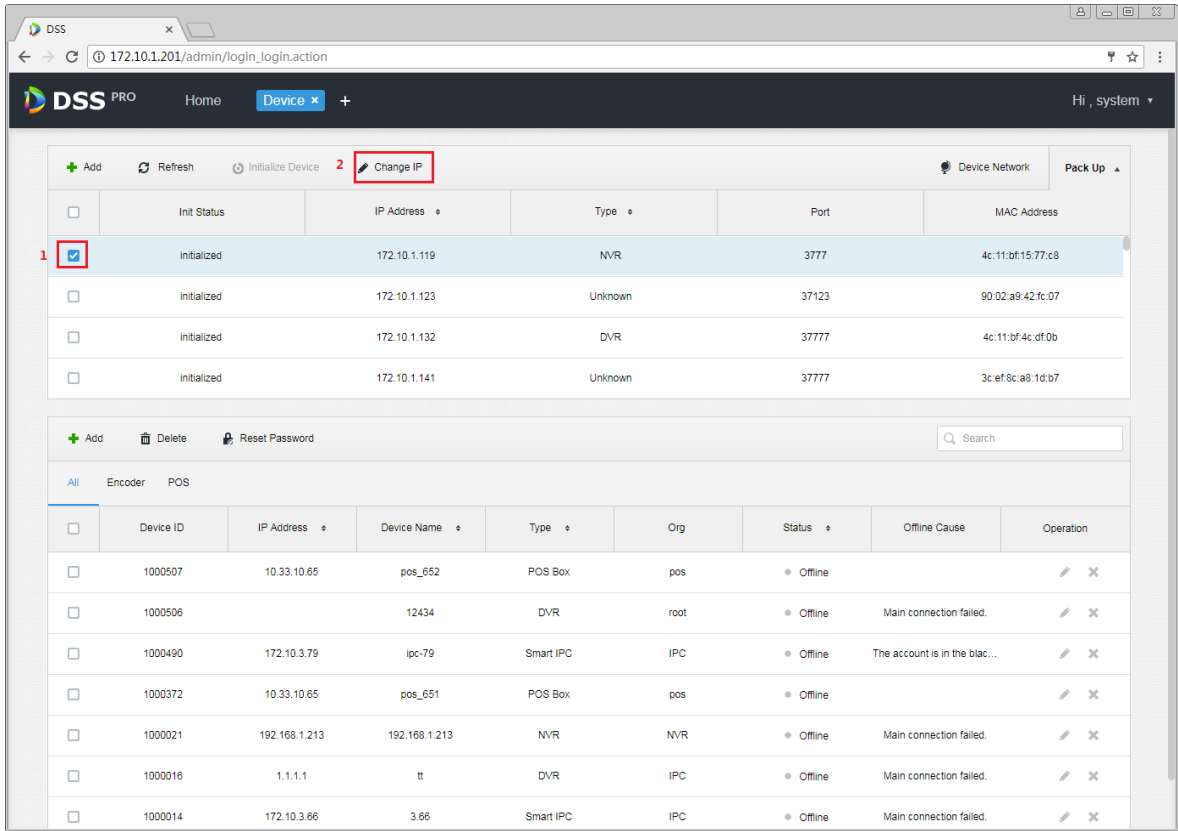 DSS
172.10.1.201/admin/login_login.action
DSS PRO Home Device × + Hi , system
Add Refresh Initialize Device 2 Change IP Device Network Pack Up
Init Status IP Address Type Port MAC Address
1 initialized 172.10.1.119 NVR 3777 4c:11:bf:15:77:c8
initialized 172.10.1.123 Unknown 37123 90:02:a9:42:fc:07
initialized 172.10.1.132 DVR 37777 4c:11:bf:4c:df:0b
initialized 172.10.1.141 Unknown 37777 3c:ef:8c:a8:1d:b7
Add Delete Reset Password Search
All Encoder POS
Device ID IP Address Device Name Type Org Status Offline Cause Operation
1000507 10.33.10.65 pos_652 POS Box pos Offline
1000506 12434 DVR root Offline Main connection failed.
1000490 172.10.3.79 ipc-79 Smart IPC IPC Offline The account is in the blac...
1000372 10.33.10.65 pos_651 POS Box pos Offline
1000021 192.168.1.213 192.168.1.213 NVR NVR Offline Main connection failed.
1000016 1.1.1.1 tt DVR IPC Offline Main connection failed.
1000014 172.10.3.66 3.66 Smart IPC IPC Offline Main connection failed.